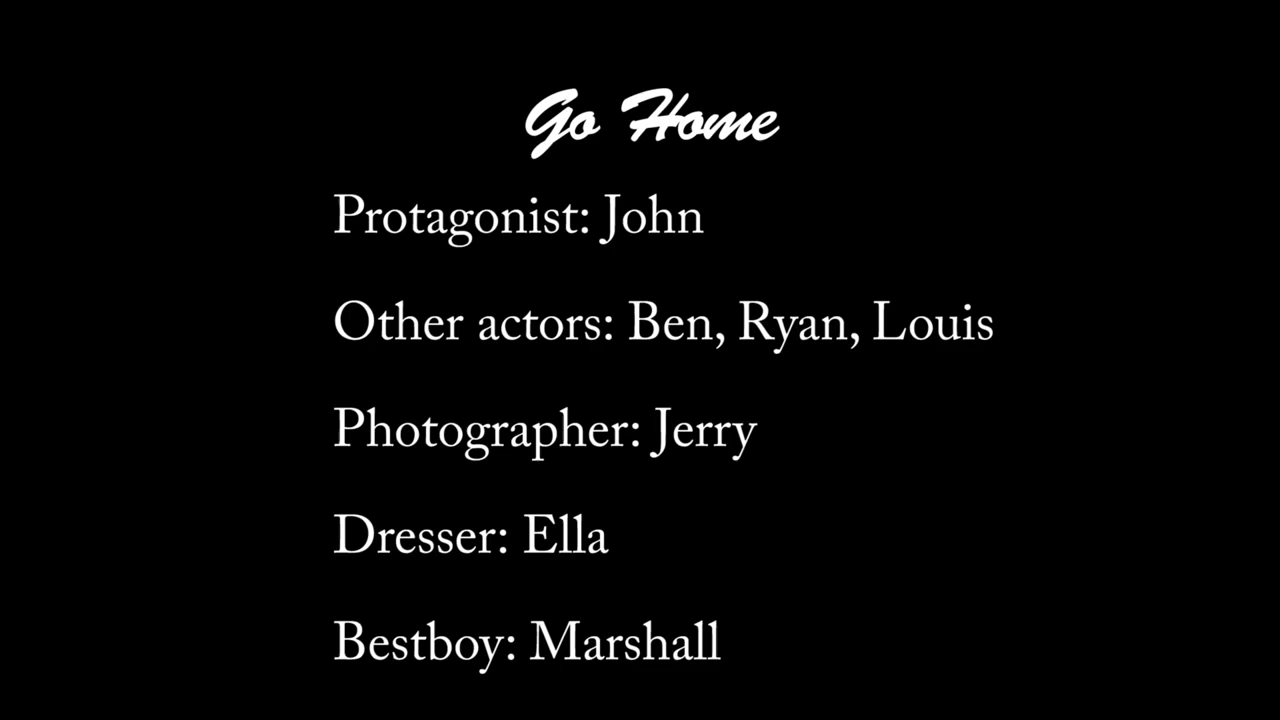 Go Home
Protagonist: John
Other actors: Ben, Ryan, Louis
Photographer: Jerry
Dresser: Ella
Bestboy: Marshall